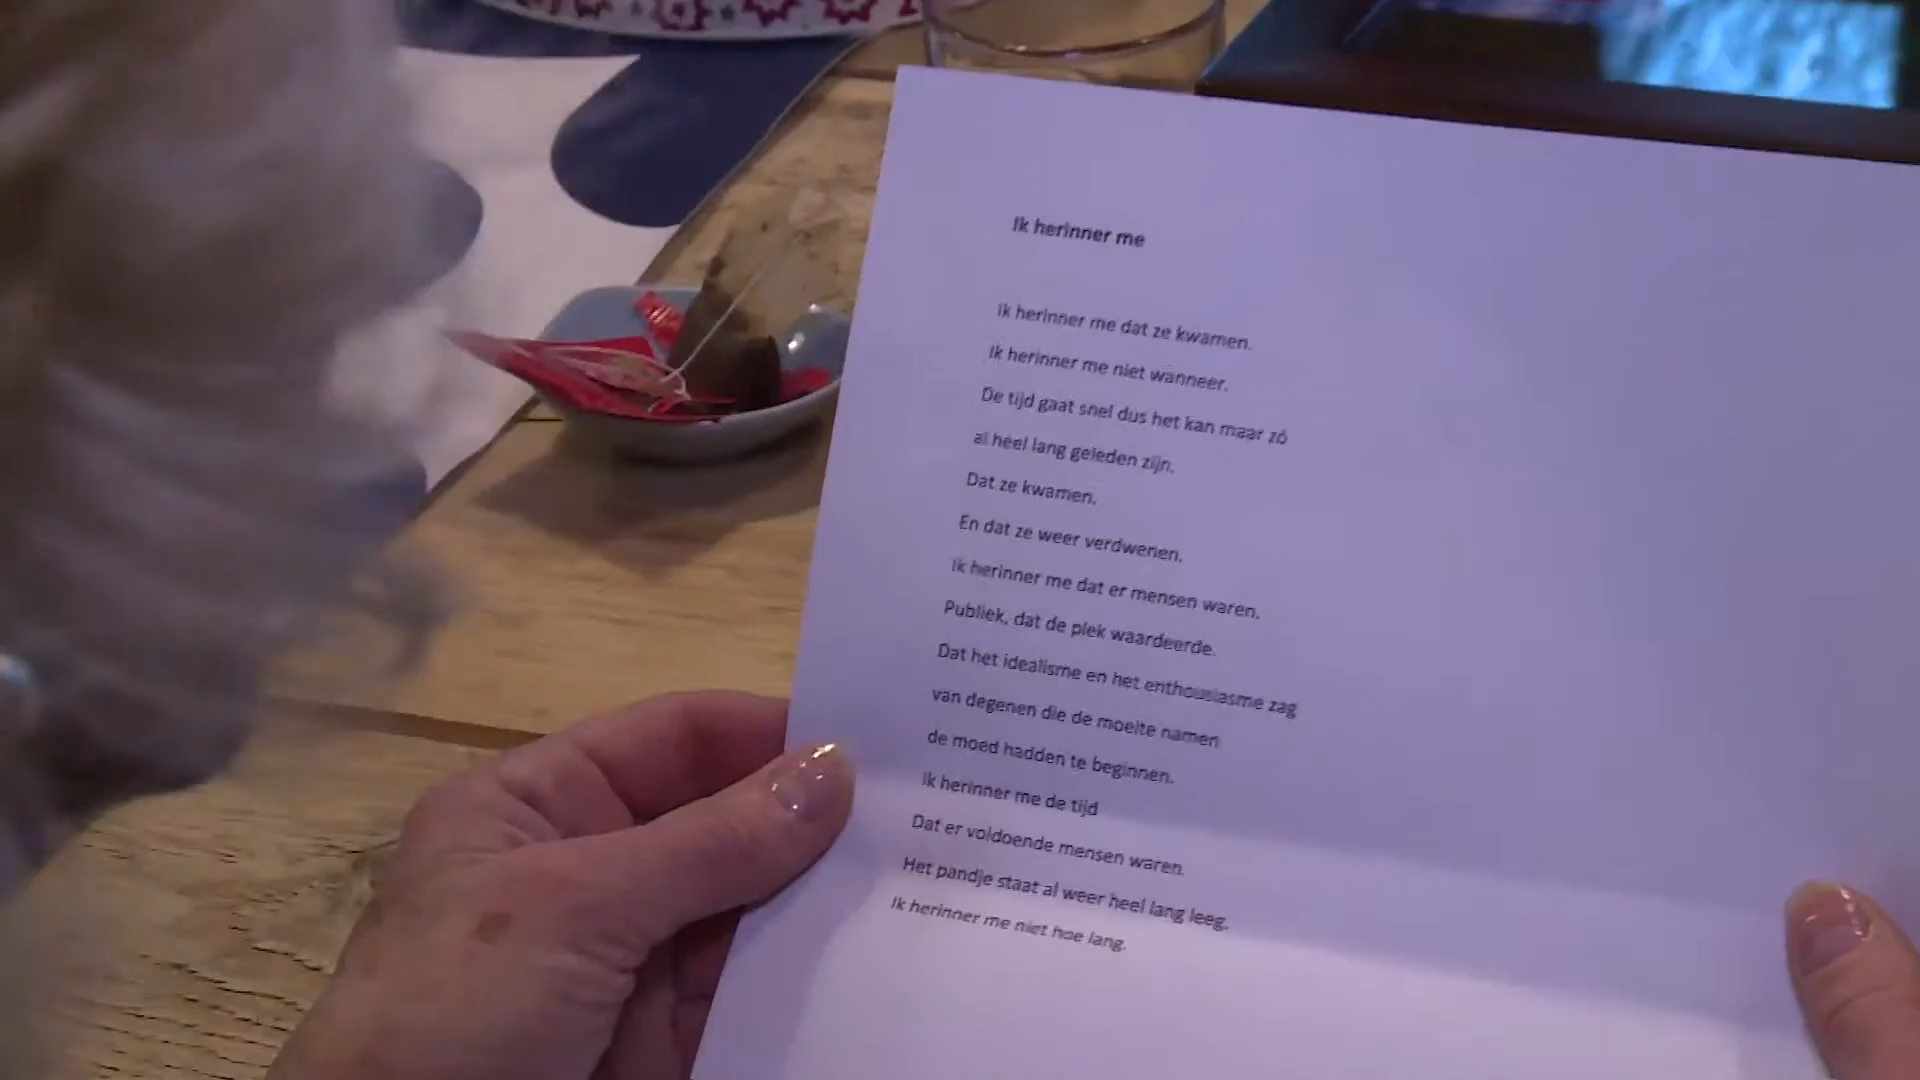 Ik herinner me
Ik herinner me dat ze kwamen.
Ik herinner me niet wanneer.
De tijd gaat snel dus het kan maar zó
al heel lang geleden zijn.
Dat ze kwamen.
En dat ze weer verdwenen.
Ik herinner me dat er mensen waren.
Publiek, dat de plek waardeerde.
Dat het idealisme en het enthousiasme zag
van degenen die de moeite namen
de moed hadden te beginnen.
Ik herinner me de tijd
Dat er voldoende mensen waren.
Het pandje staat al weer heel lang leeg.
Ik herinner me niet hoe lang.